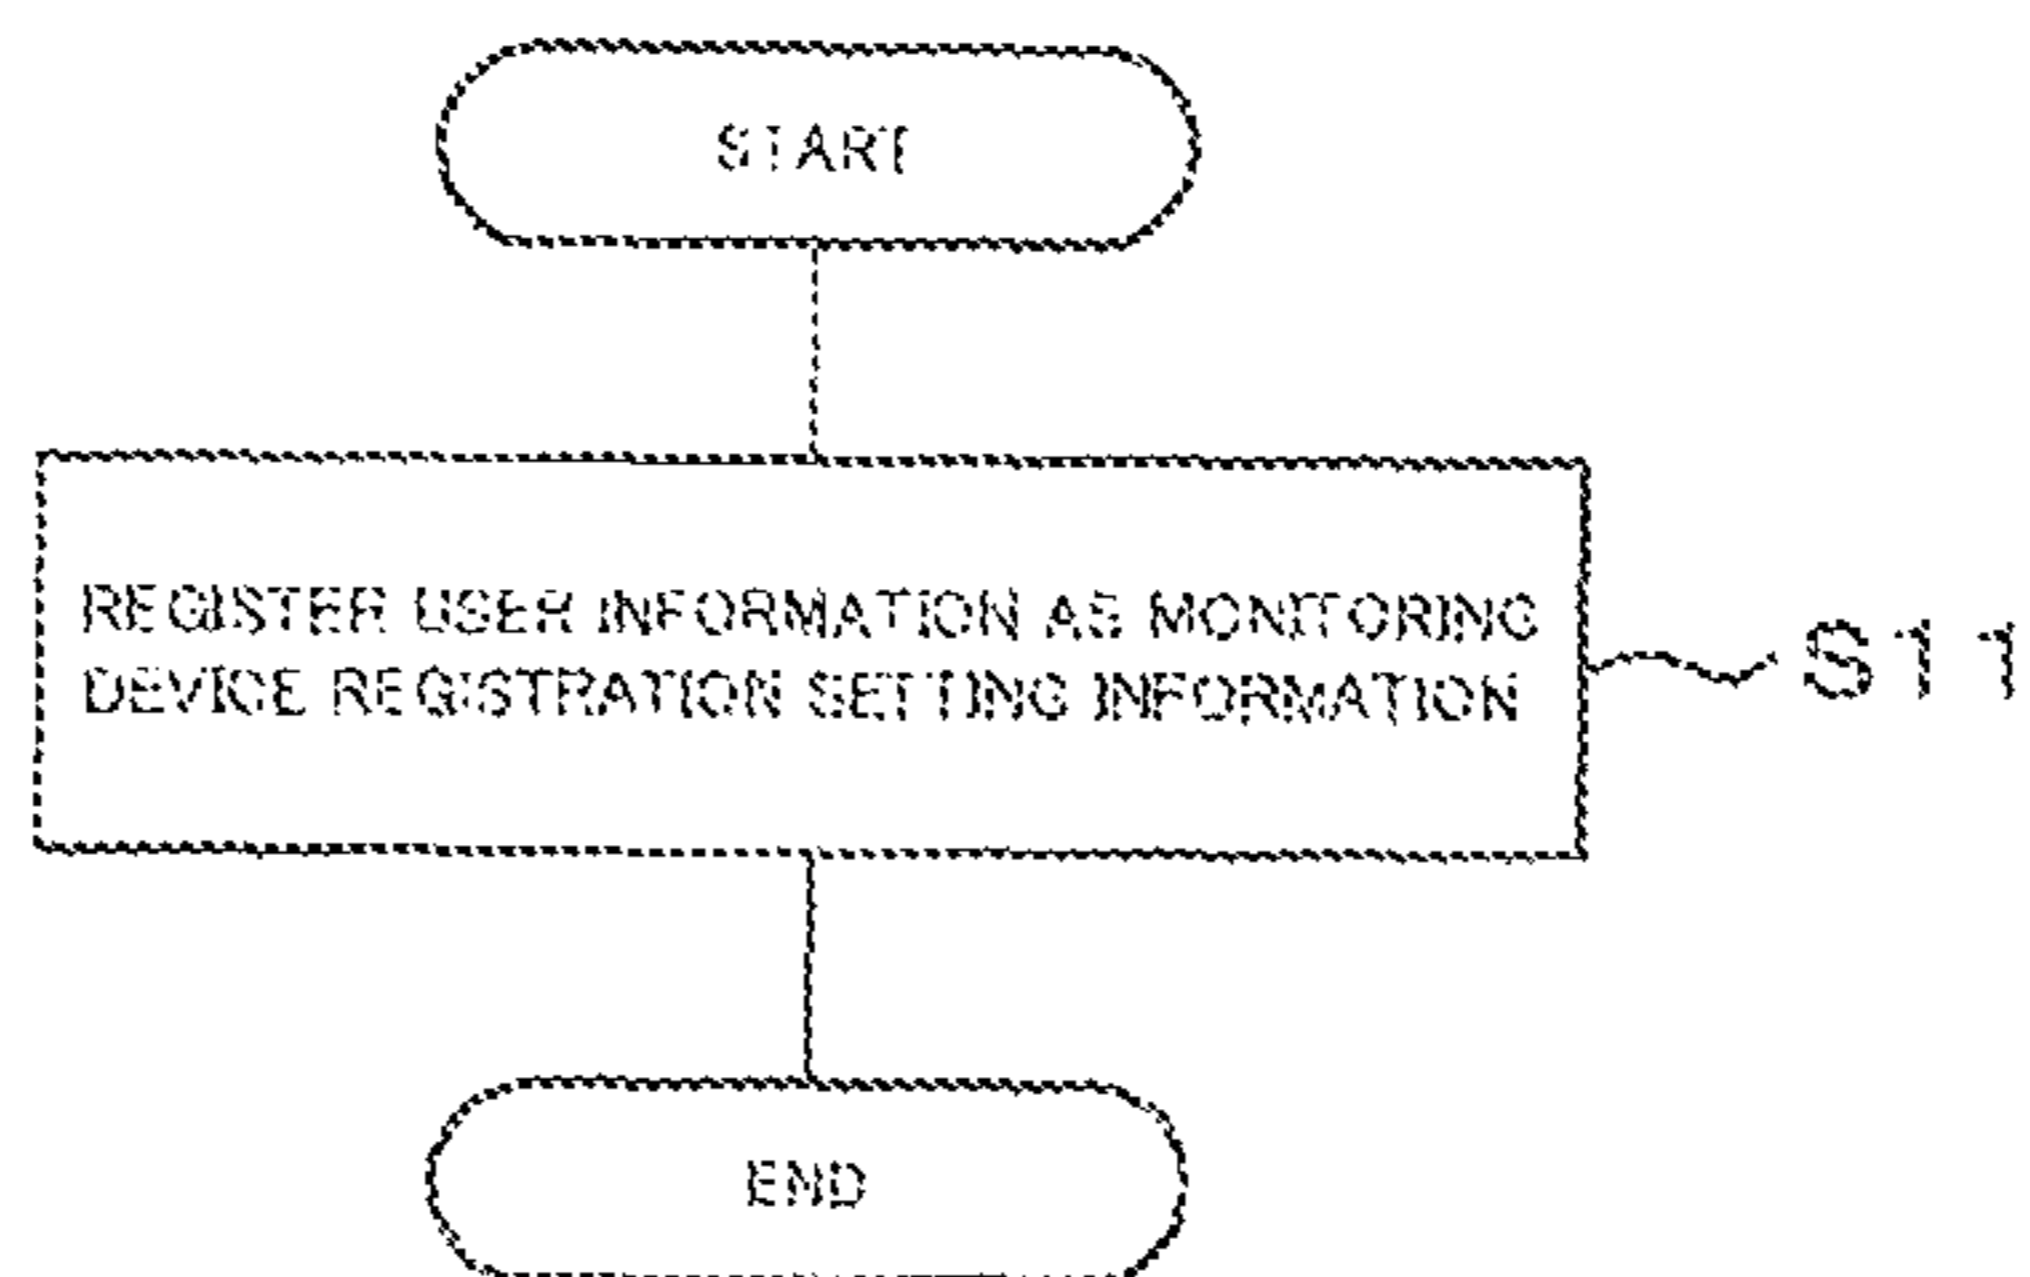 START
REGISTER USER INFORMATION AS MONITORING
DEVICE REGISTRATION SETTING INFORMATION
S11
END